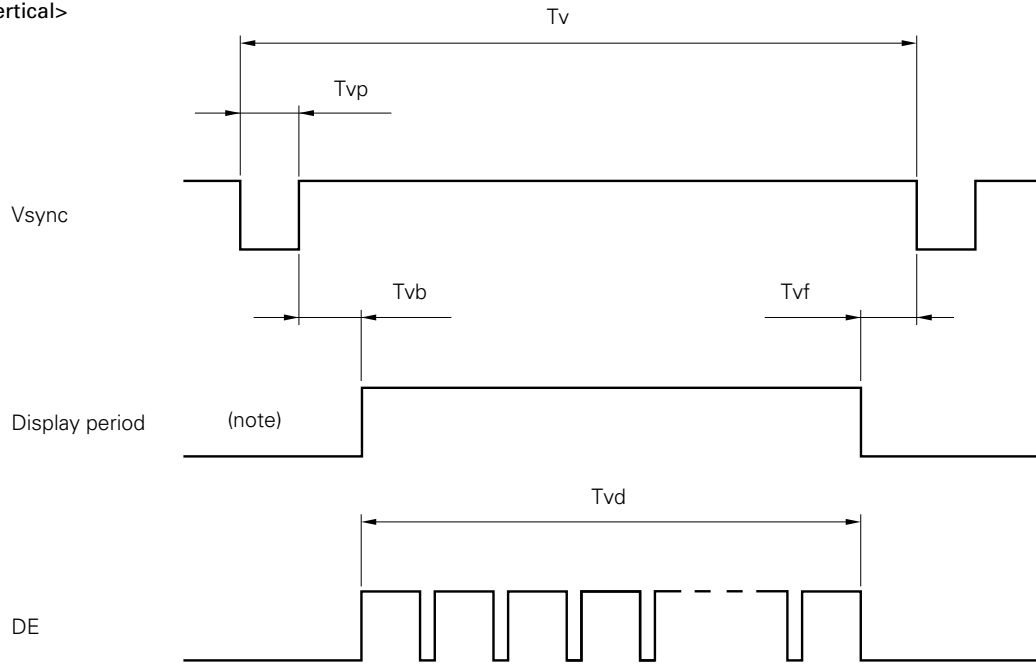 ertical>
Tv
Tvp
Vsync
Tvb
Tvf
Display period
(note)
Tvd
DE